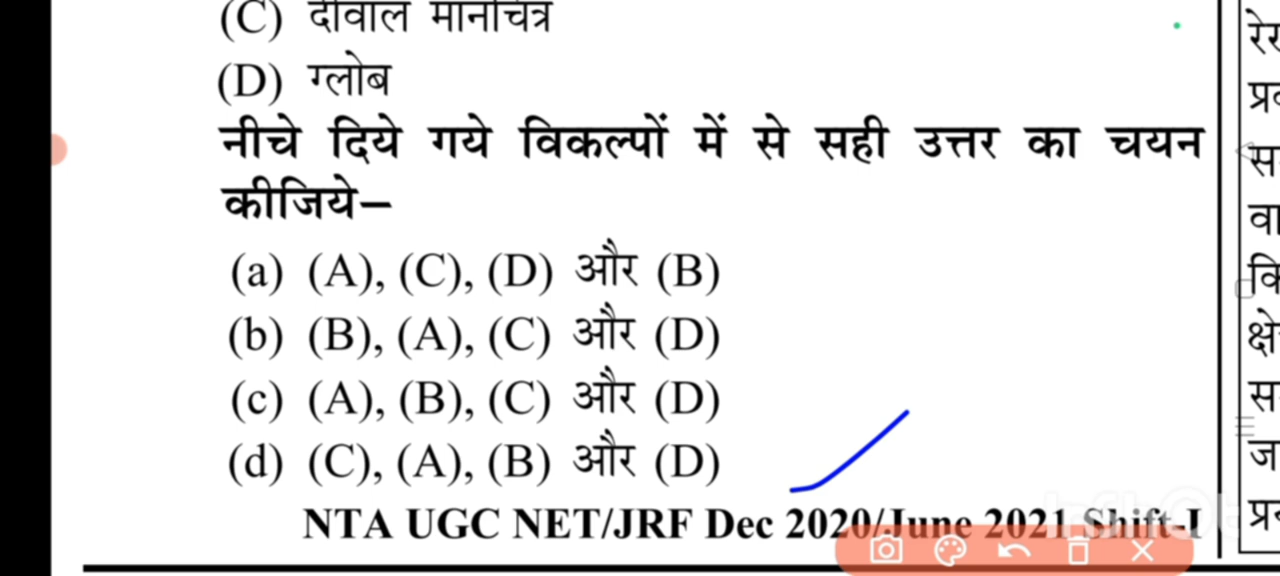 (C) दीवाल मानचित्र
(D) ग्लोब
नीचे दिये गये विकल्पों में से सही उत्तर का चयन
कीजिये–
(a) (A), (C), (D) और (B)
(b) (B), (A), (C) और (D)
(c) (A), (B), (C) और (D)
(d) (C), (A), (B) और (D)
NTA UGC NET/JRF Dec 2020/June 2021 Shift-I